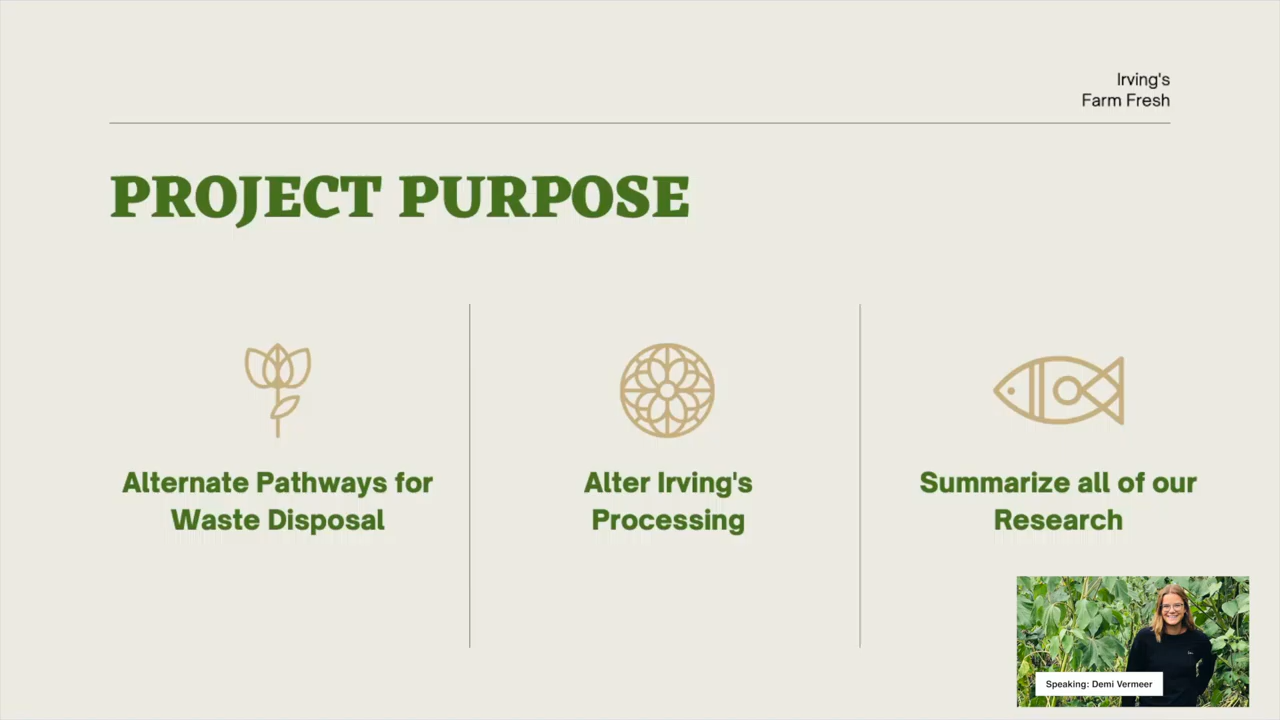 Irving's
Farm Fresh
PROJECT PURPOSE
Alternate Pathways for
Waste Disposal
Alter Irving's
Processing
Summarize all of our
Research
Speaking: Demi Vermeer